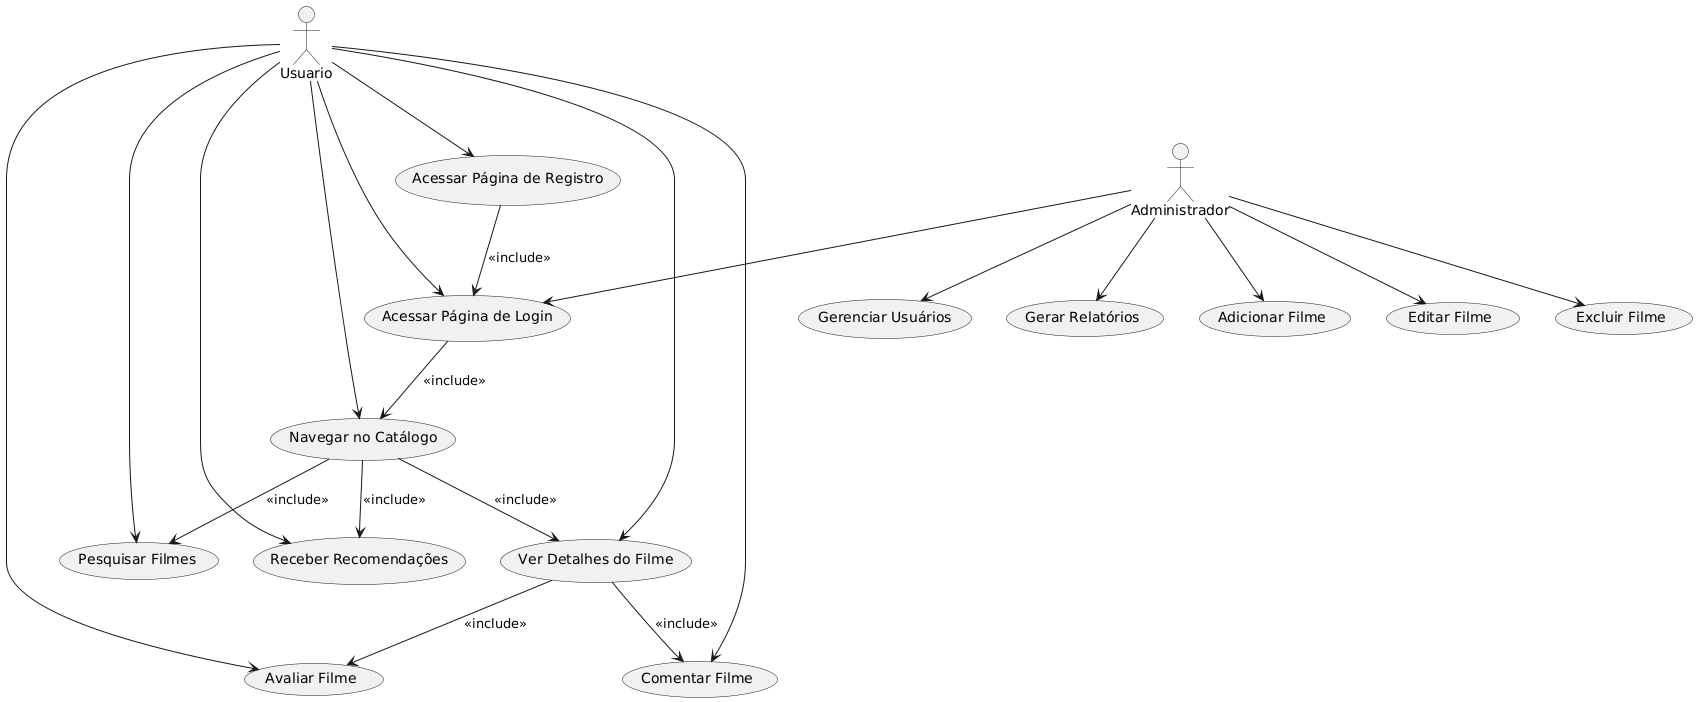 Usuario
Acessar Página de Registro
Administrador
«include»
Acessar Página de Login
Gerenciar Usuários
Gerar Relatórios
Adicionar Filme
Editar Filme
Excluir Filme
«include»
Navegar no Catálogo
«include»
«include»
«include»
Pesquisar Filmes
Receber Recomendações
Ver Detalhes do Filme
«include»
«include»
Avaliar Filme
Comentar Filme